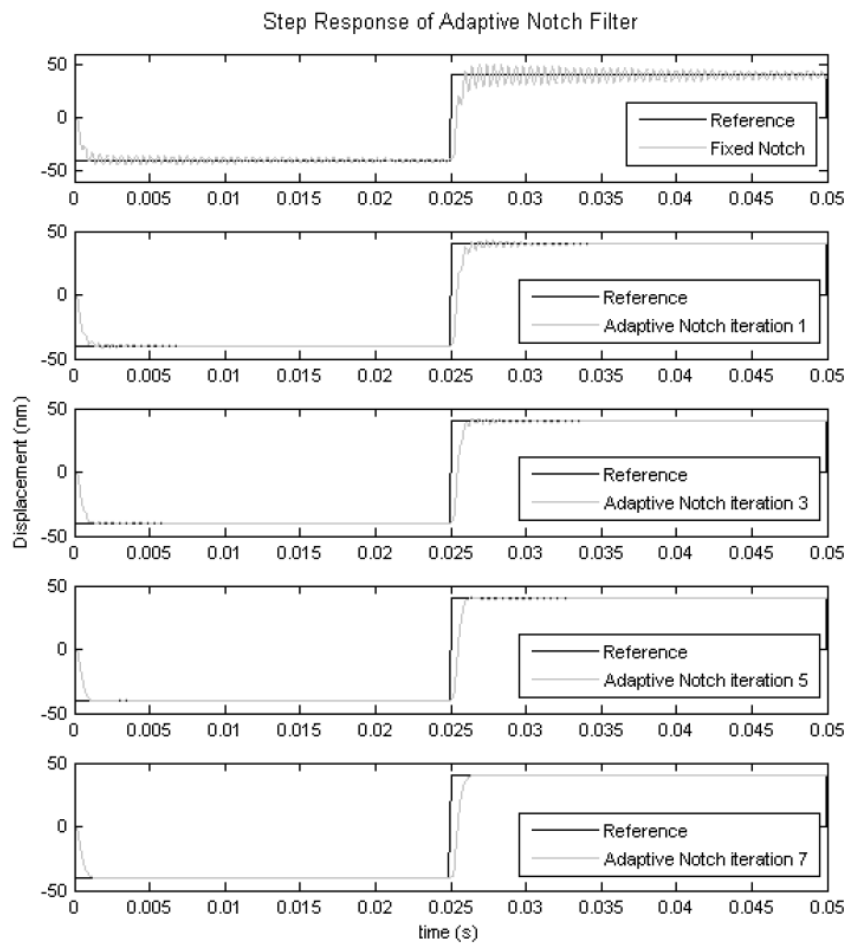 Step Response of Adaptive Notch Filter
50
0
-50
Reference
Fixed Notch
0 0.005 0.01 0.015 0.02 0.025 0.03 0.035 0.04 0.045 0.05
50
0
-50
Reference
Adaptive Notch iteration 1
0 0.005 0.01 0.015 0.02 0.025 0.03 0.035 0.04 0.045 0.05
Displacement (nm)
50
0
-50
Reference
Adaptive Notch iteration 3
0 0.005 0.01 0.015 0.02 0.025 0.03 0.035 0.04 0.045 0.05
50
0
-50
Reference
Adaptive Notch iteration 5
0 0.005 0.01 0.015 0.02 0.025 0.03 0.035 0.04 0.045 0.05
50
0
-50
Reference
Adaptive Notch iteration 7
0 0.005 0.01 0.015 0.02 0.025 0.03 0.035 0.04 0.045 0.05
time (s)